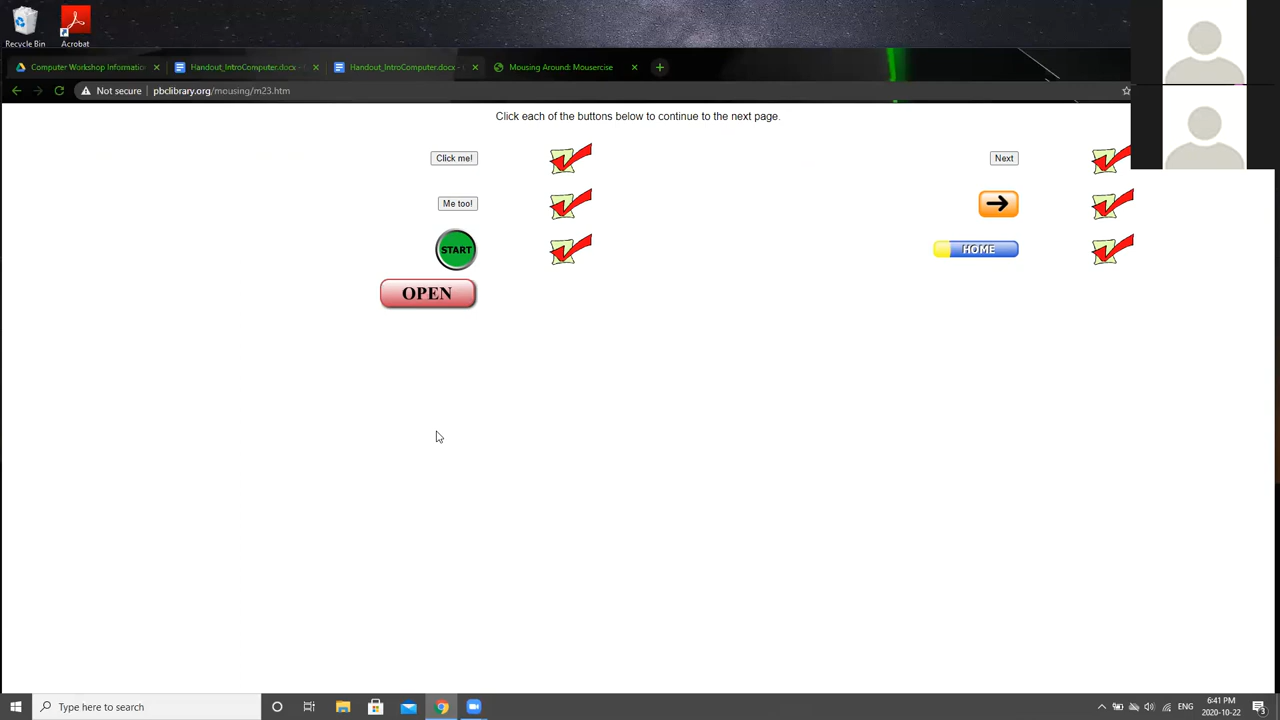 Recycle Bin
Acrobat
Computer Workshop Informatio
Handout_IntroComputer.docx -
Handout_IntroComputer.docx -
Mousing Around: Mousercise
Not secure
pbclibrary.org/mousing/m23.htm
Click each of the buttons below to continue to the next page.
Click me!
Next
Me too!
START
HOME
OPEN
Type here to search
ENG
6:41 PM
2020-10-22
3